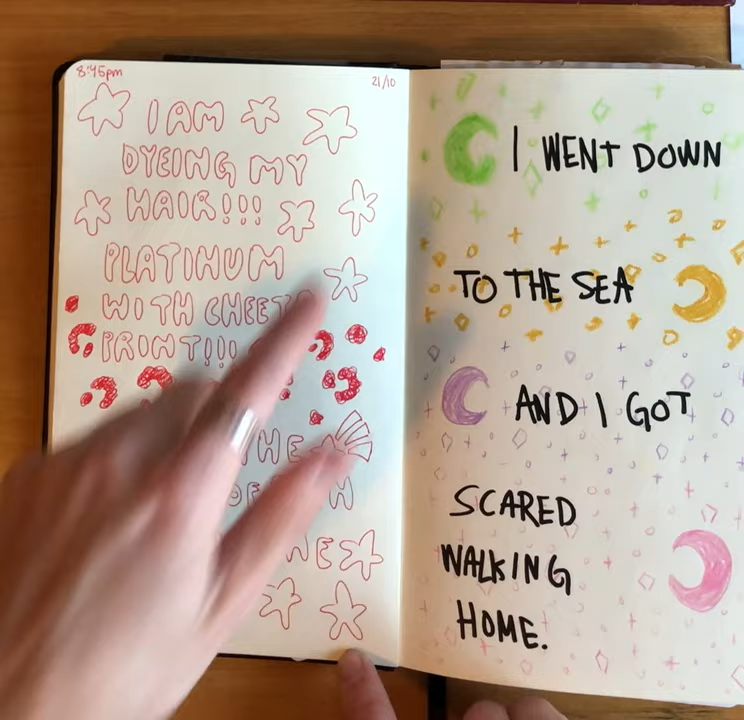 8:45pm
21/10
I AM
DYEING MY
HAIR!!!
PLATINUM
WITH
PRINT!!!
THE
I WENT DOWN
TO THE SEA
AND I GOT
SCARED
WALKING
HOME.